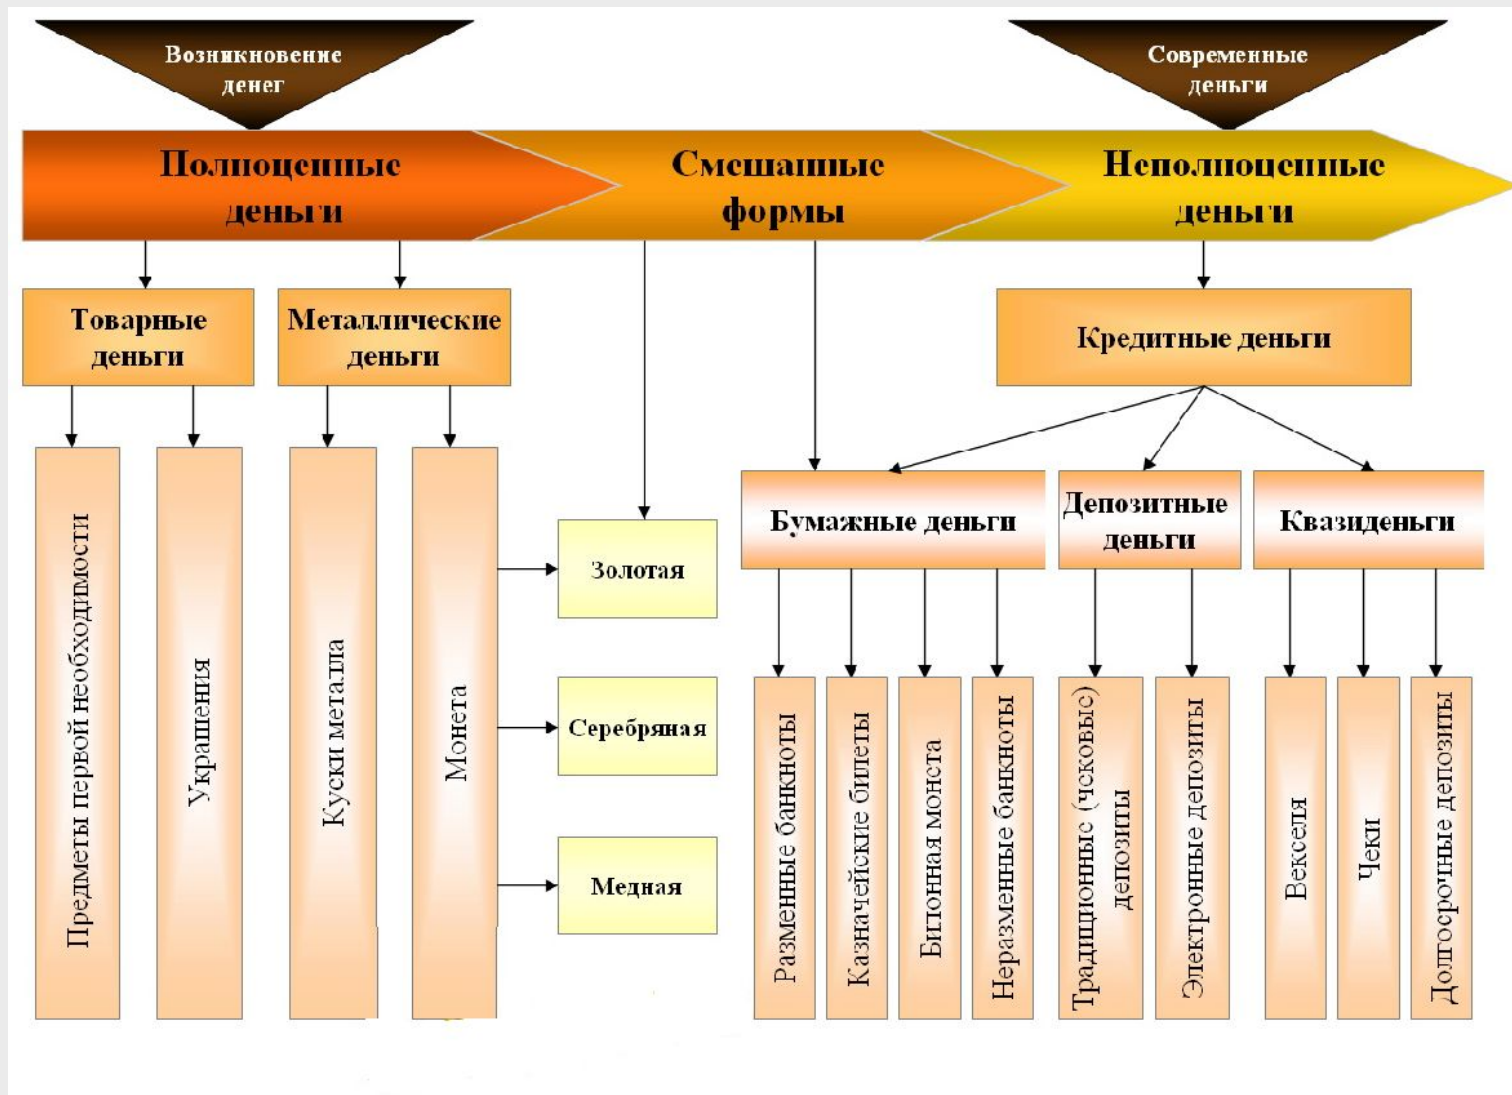 Возникновение
денег
Современные
деньги
Полноценные
деньги
Смешанные
формы
Неполноценные
деньги
Товарные
деньги
Металлические
деньги
Кредитные деньги
Предметы первой необходимости
Украшения
Куски металла
Монета
Золотая
Серебряная
Медная
Бумажные деньги
Депозитные
деньги
Квазиденьги
Разменные банкноты
Казначейские билеты
Билонная монета
Неразменные банкноты
Традиционные (чековые)
депозиты
Электронные депозиты
Векселя
Чеки
Долгосрочные депозиты